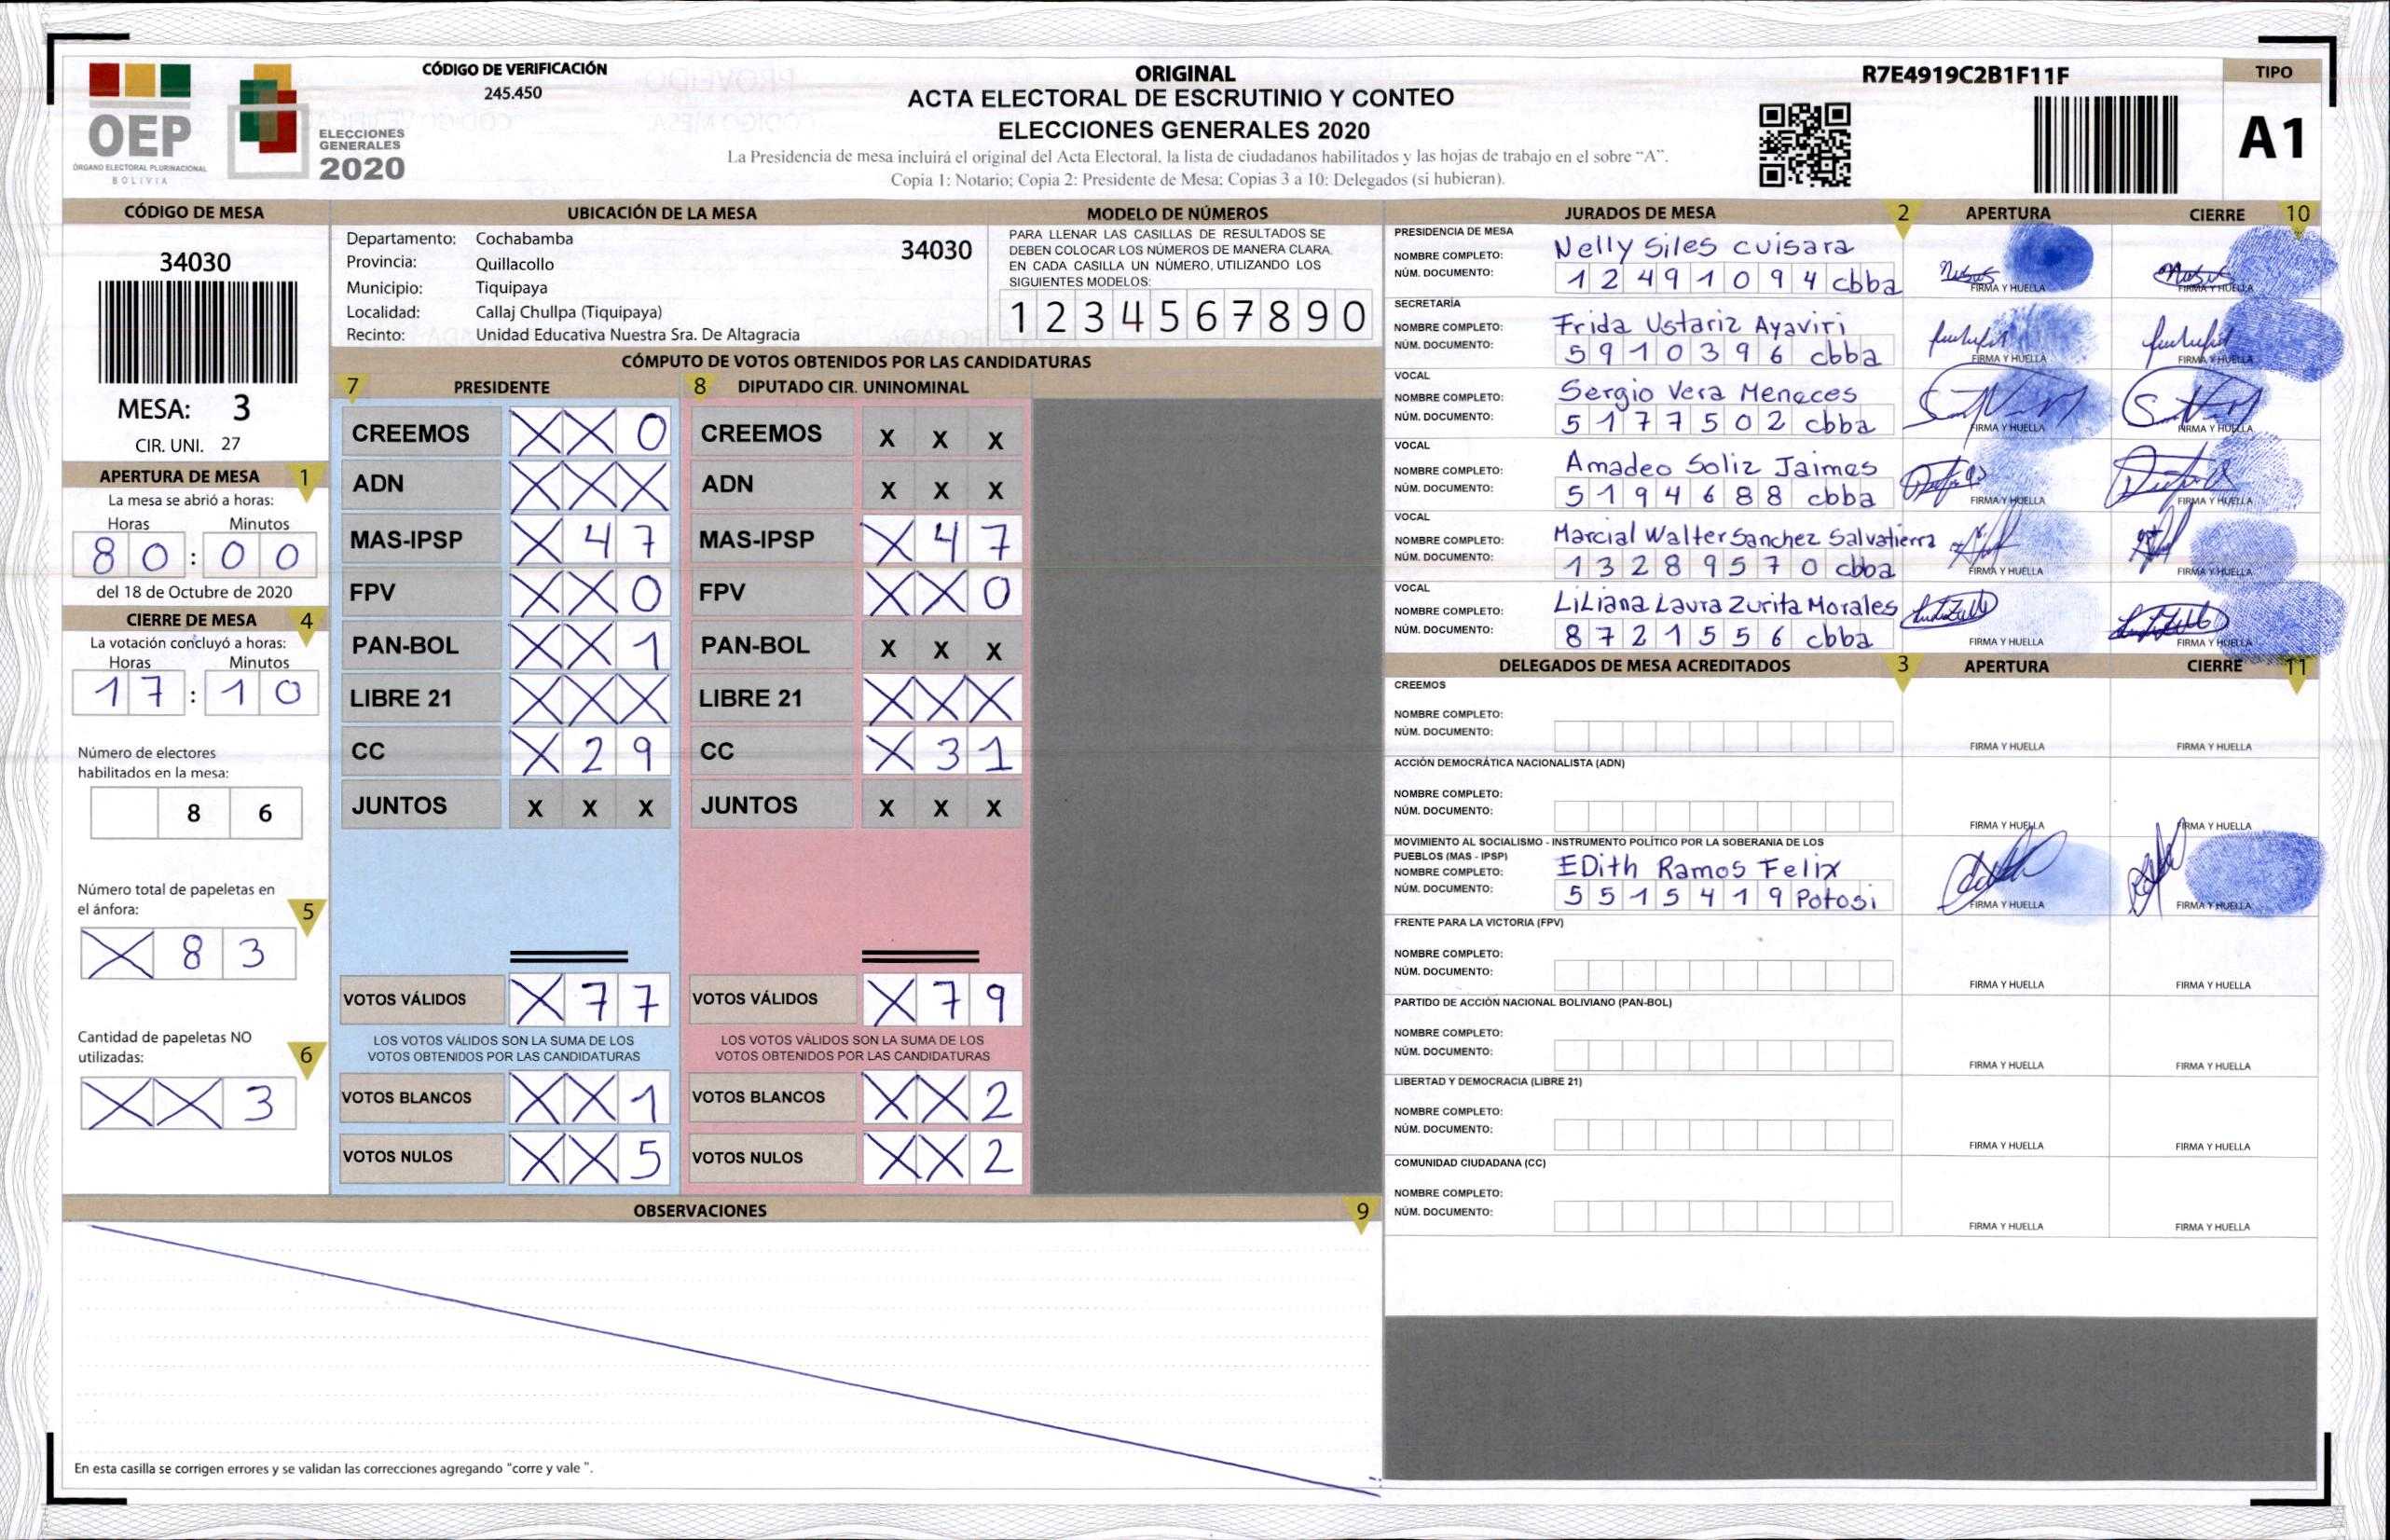 OEP
ÓRGANO ELECTORAL PLURINACIONAL
BOLIVIA
ELECCIONES
GENERALES
2020
CÓDIGO DE VERIFICACIÓN
245.450
ORIGINAL
ACTA ELECTORAL DE ESCRUTINIO Y CONTEO
ELECCIONES GENERALES 2020
La Presidencia de mesa incluirá el original del Acta Electoral, la lista de ciudadanos habilitados y las hojas de trabajo en el sobre "A".
Copia 1: Notario; Copia 2: Presidente de Mesa; Copias 3 a 10: Delegados (si hubieran).
R7E4919C2B1F11F
TIPO
A1
CÓDIGO DE MESA
34030
MESA: 3
CIR. UNI. 27
APERTURA DE MESA 1
La mesa se abrió a horas:
Horas Minutos
8 0 : 0 0
del 18 de Octubre de 2020
CIERRE DE MESA 4
La votación concluyó a horas:
Horas Minutos
1 7 : 1 0
Número de electores
habilitados en la mesa:
8 6
Número total de papeletas en
el ánfora: 5
X 8 3
Cantidad de papeletas NO
utilizadas: 6
X X 3
UBICACIÓN DE LA MESA
Departamento: Cochabamba 34030
Provincia: Quillacollo
Municipio: Tiquipaya
Localidad: Callaj Chullpa (Tiquipaya)
Recinto: Unidad Educativa Nuestra Sra. De Altagracia
MODELO DE NÚMEROS
PARA LLENAR LAS CASILLAS DE RESULTADOS SE
DEBEN COLOCAR LOS NÚMEROS DE MANERA CLARA,
EN CADA CASILLA UN NÚMERO, UTILIZANDO LOS
SIGUIENTES MODELOS:
1 2 3 4 5 6 7 8 9 0
CÓMPUTO DE VOTOS OBTENIDOS POR LAS CANDIDATURAS
7 PRESIDENTE 8 DIPUTADO CIR. UNINOMINAL
CREEMOS X X 0 CREEMOS X X X
ADN X X X ADN X X X
MAS-IPSP X 4 7 MAS-IPSP X 4 7
FPV X X 0 FPV X X 0
PAN-BOL X X 1 PAN-BOL X X X
LIBRE 21 X X X LIBRE 21 X X X
CC X 2 9 CC X 3 1
JUNTOS X X X JUNTOS X X X
VOTOS VÁLIDOS X 7 7 VOTOS VÁLIDOS X 7 9
LOS VOTOS VÁLIDOS SON LA SUMA DE LOS LOS VOTOS VÁLIDOS SON LA SUMA DE LOS
VOTOS OBTENIDOS POR LAS CANDIDATURAS VOTOS OBTENIDOS POR LAS CANDIDATURAS
VOTOS BLANCOS X X 1 VOTOS BLANCOS X X 2
VOTOS NULOS X X 5 VOTOS NULOS X X 2
OBSERVACIONES 9
En esta casilla se corrigen errores y se validan las correcciones agregando "corre y vale ".
JURADOS DE MESA 2 APERTURA CIERRE 10
PRESIDENCIA DE MESA
NOMBRE COMPLETO: Nelly Siles Cuisara
NÚM. DOCUMENTO: 1 2 4 9 1 0 9 4 cbba
FIRMA Y HUELLA FIRMA Y HUELLA
SECRETARÍA
NOMBRE COMPLETO: Frida Ustariz Ayaviri
NÚM. DOCUMENTO: 5 9 1 0 3 9 6 cbba
FIRMA Y HUELLA FIRMA Y HUELLA
VOCAL
NOMBRE COMPLETO: Sergio Vera Meneces
NÚM. DOCUMENTO: 5 1 7 7 5 0 2 cbba
FIRMA Y HUELLA FIRMA Y HUELLA
VOCAL
NOMBRE COMPLETO: Amadeo Soliz Jaimes
NÚM. DOCUMENTO: 5 1 9 4 6 8 8 cbba
FIRMA Y HUELLA FIRMA Y HUELLA
VOCAL
NOMBRE COMPLETO: Marcial Walter Sanchez Salvatierra
NÚM. DOCUMENTO: 1 3 2 8 9 5 7 0 cbba
FIRMA Y HUELLA FIRMA Y HUELLA
VOCAL
NOMBRE COMPLETO: LiLiana Laura Zurita Morales
NÚM. DOCUMENTO: 8 7 2 1 5 5 6 cbba
FIRMA Y HUELLA FIRMA Y HUELLA
DELEGADOS DE MESA ACREDITADOS 3 APERTURA CIERRE 11
CREEMOS
NOMBRE COMPLETO:
NÚM. DOCUMENTO:
FIRMA Y HUELLA FIRMA Y HUELLA
ACCIÓN DEMOCRÁTICA NACIONALISTA (ADN)
NOMBRE COMPLETO:
NÚM. DOCUMENTO:
FIRMA Y HUELLA FIRMA Y HUELLA
MOVIMIENTO AL SOCIALISMO - INSTRUMENTO POLÍTICO POR LA SOBERANIA DE LOS
PUEBLOS (MAS - IPSP)
NOMBRE COMPLETO: EDith Ramos Felix
NÚM. DOCUMENTO: 5 5 1 5 4 1 9 Potosi
FIRMA Y HUELLA FIRMA Y HUELLA
FRENTE PARA LA VICTORIA (FPV)
NOMBRE COMPLETO:
NÚM. DOCUMENTO:
FIRMA Y HUELLA FIRMA Y HUELLA
PARTIDO DE ACCIÓN NACIONAL BOLIVIANO (PAN-BOL)
NOMBRE COMPLETO:
NÚM. DOCUMENTO:
FIRMA Y HUELLA FIRMA Y HUELLA
LIBERTAD Y DEMOCRACIA (LIBRE 21)
NOMBRE COMPLETO:
NÚM. DOCUMENTO:
FIRMA Y HUELLA FIRMA Y HUELLA
COMUNIDAD CIUDADANA (CC)
NOMBRE COMPLETO:
NÚM. DOCUMENTO:
FIRMA Y HUELLA FIRMA Y HUELLA